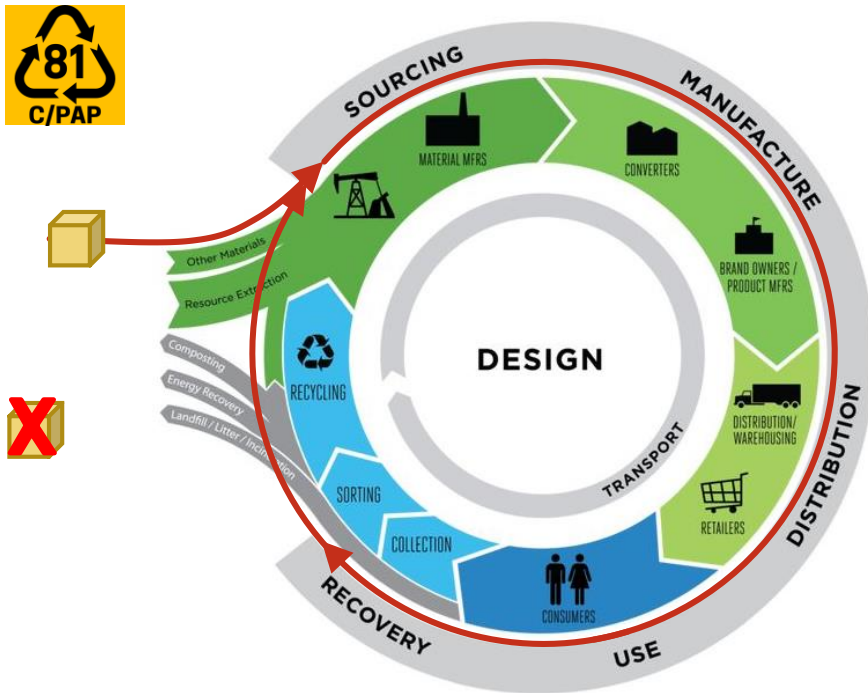 81
C/PAP
SOURCING
MANUFACTURE
DISTRIBUTION
USE
RECOVERY
MATERIAL MFRS
CONVERTERS
BRAND OWNERS /
PRODUCT MFRS
DISTRIBUTION/
WAREHOUSING
RETAILERS
CONSUMERS
COLLECTION
SORTING
RECYCLING
Other Materials
Resource Extraction
Composting
Energy Recovery
Landfill / Litter / Incineration
DESIGN
TRANSPORT
X